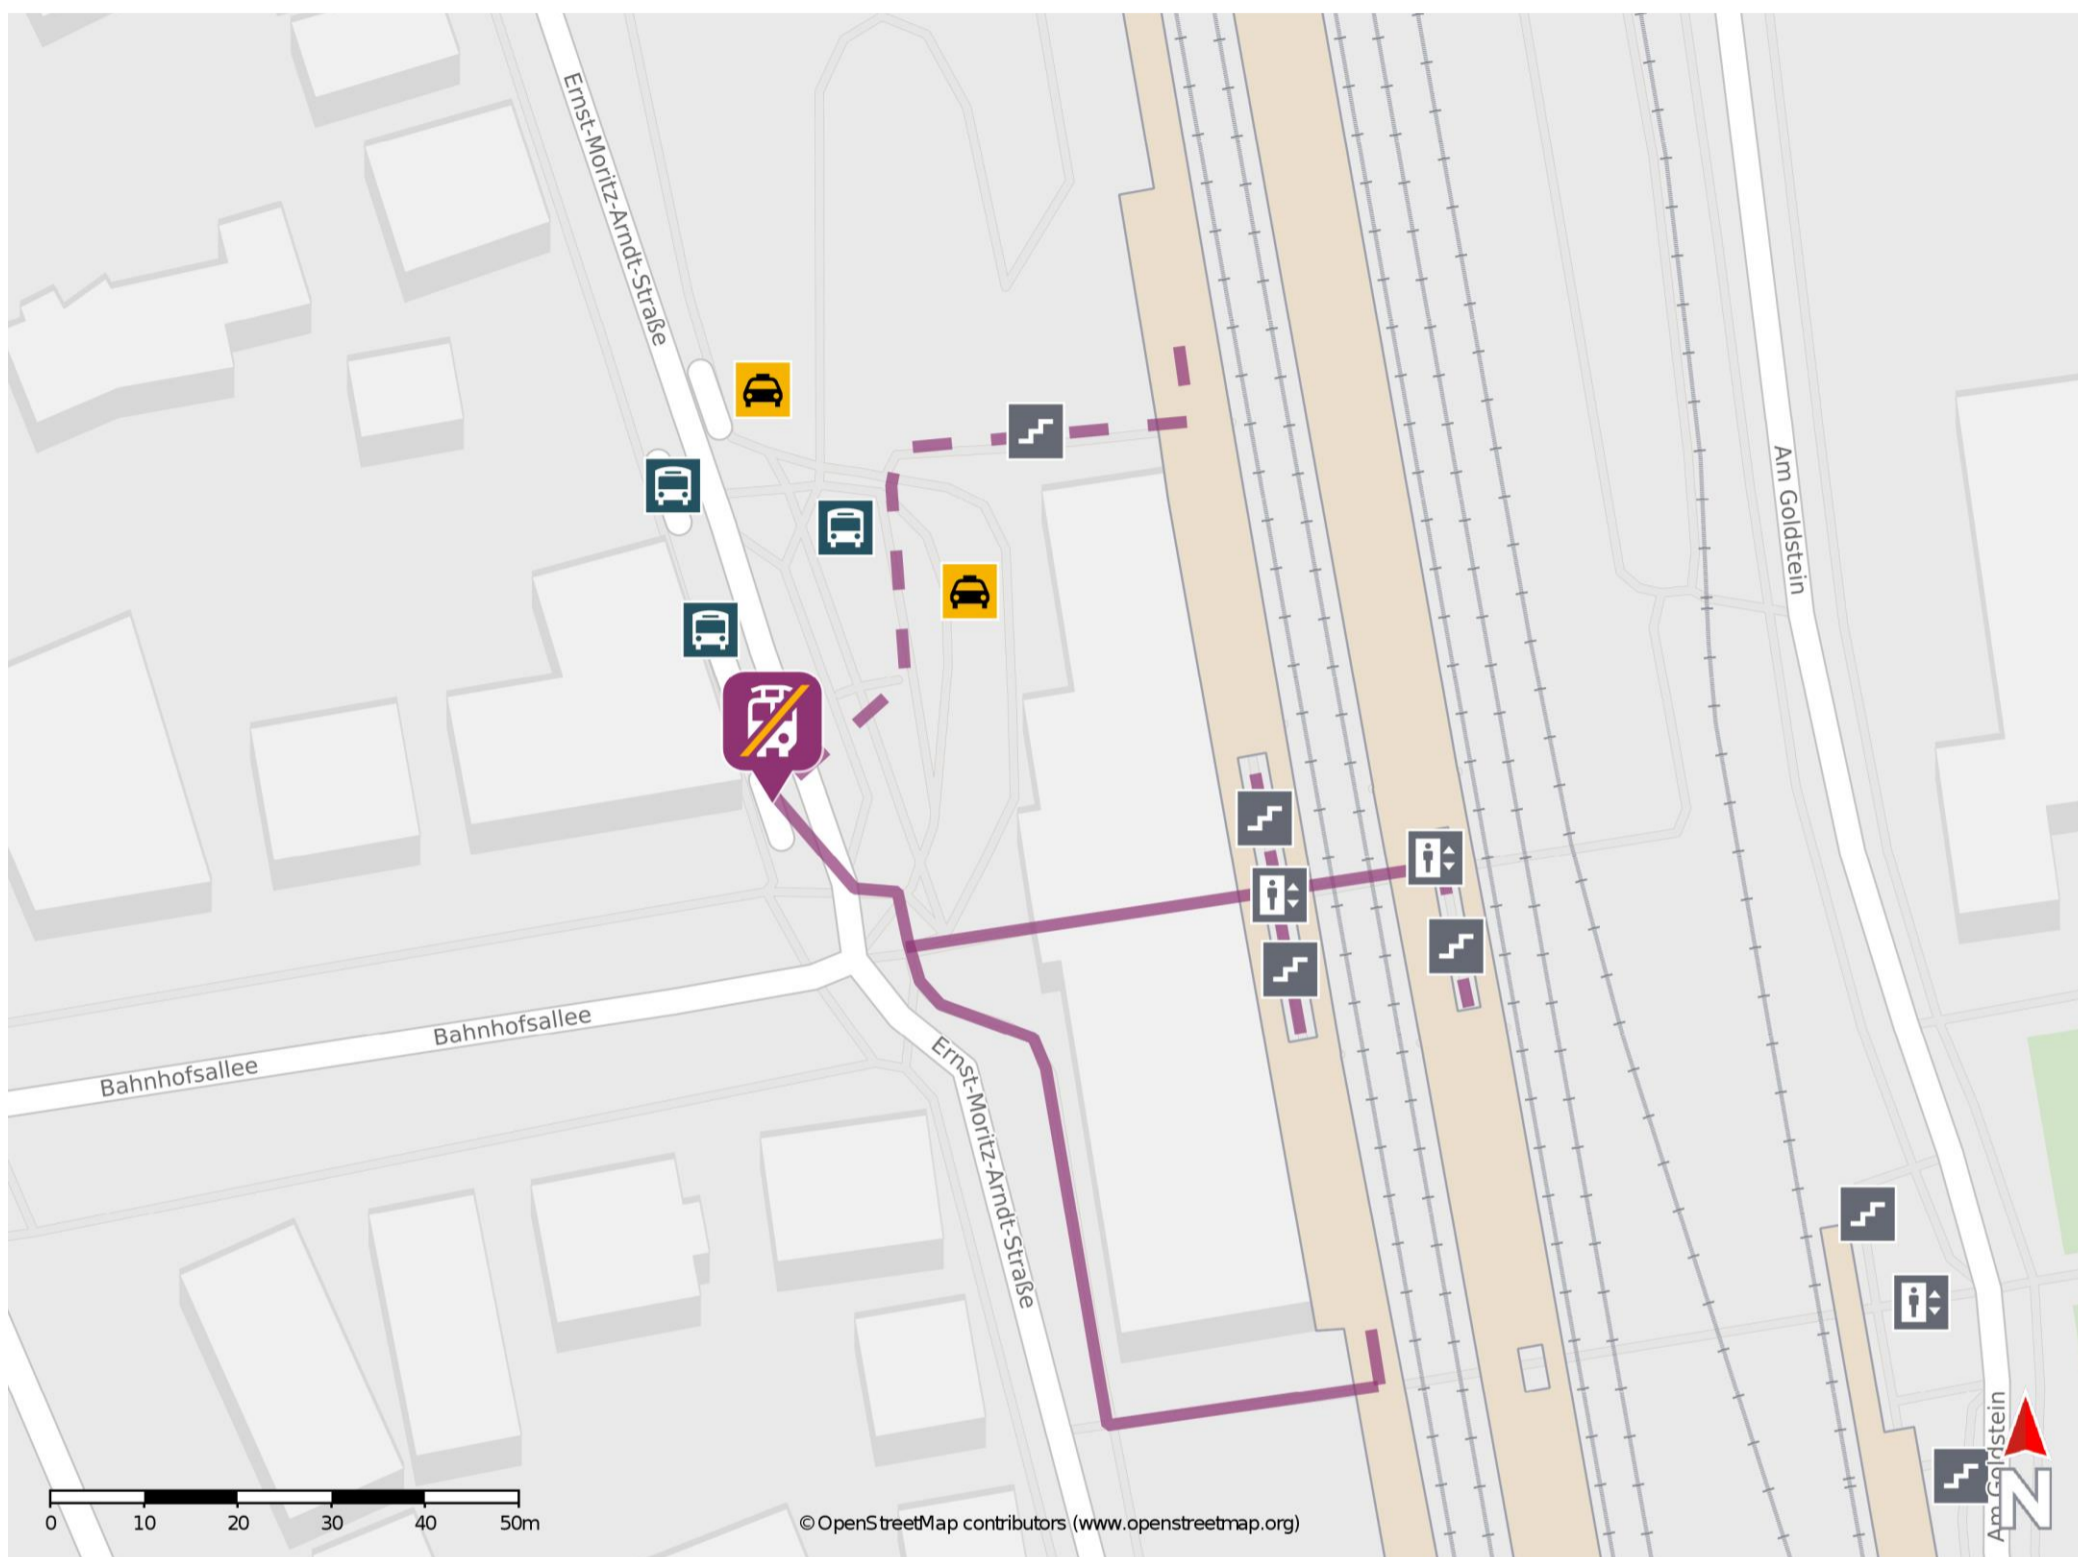 Ernst-Moritz-Arndt-Straße
Am Goldstein
Bahnhofsallee
Bahnhofsallee
Ernst-Moritz-Arndt-Straße
Am Goldstein
N
0 10 20 30 40 50m
© OpenStreetMap contributors (www.openstreetmap.org)